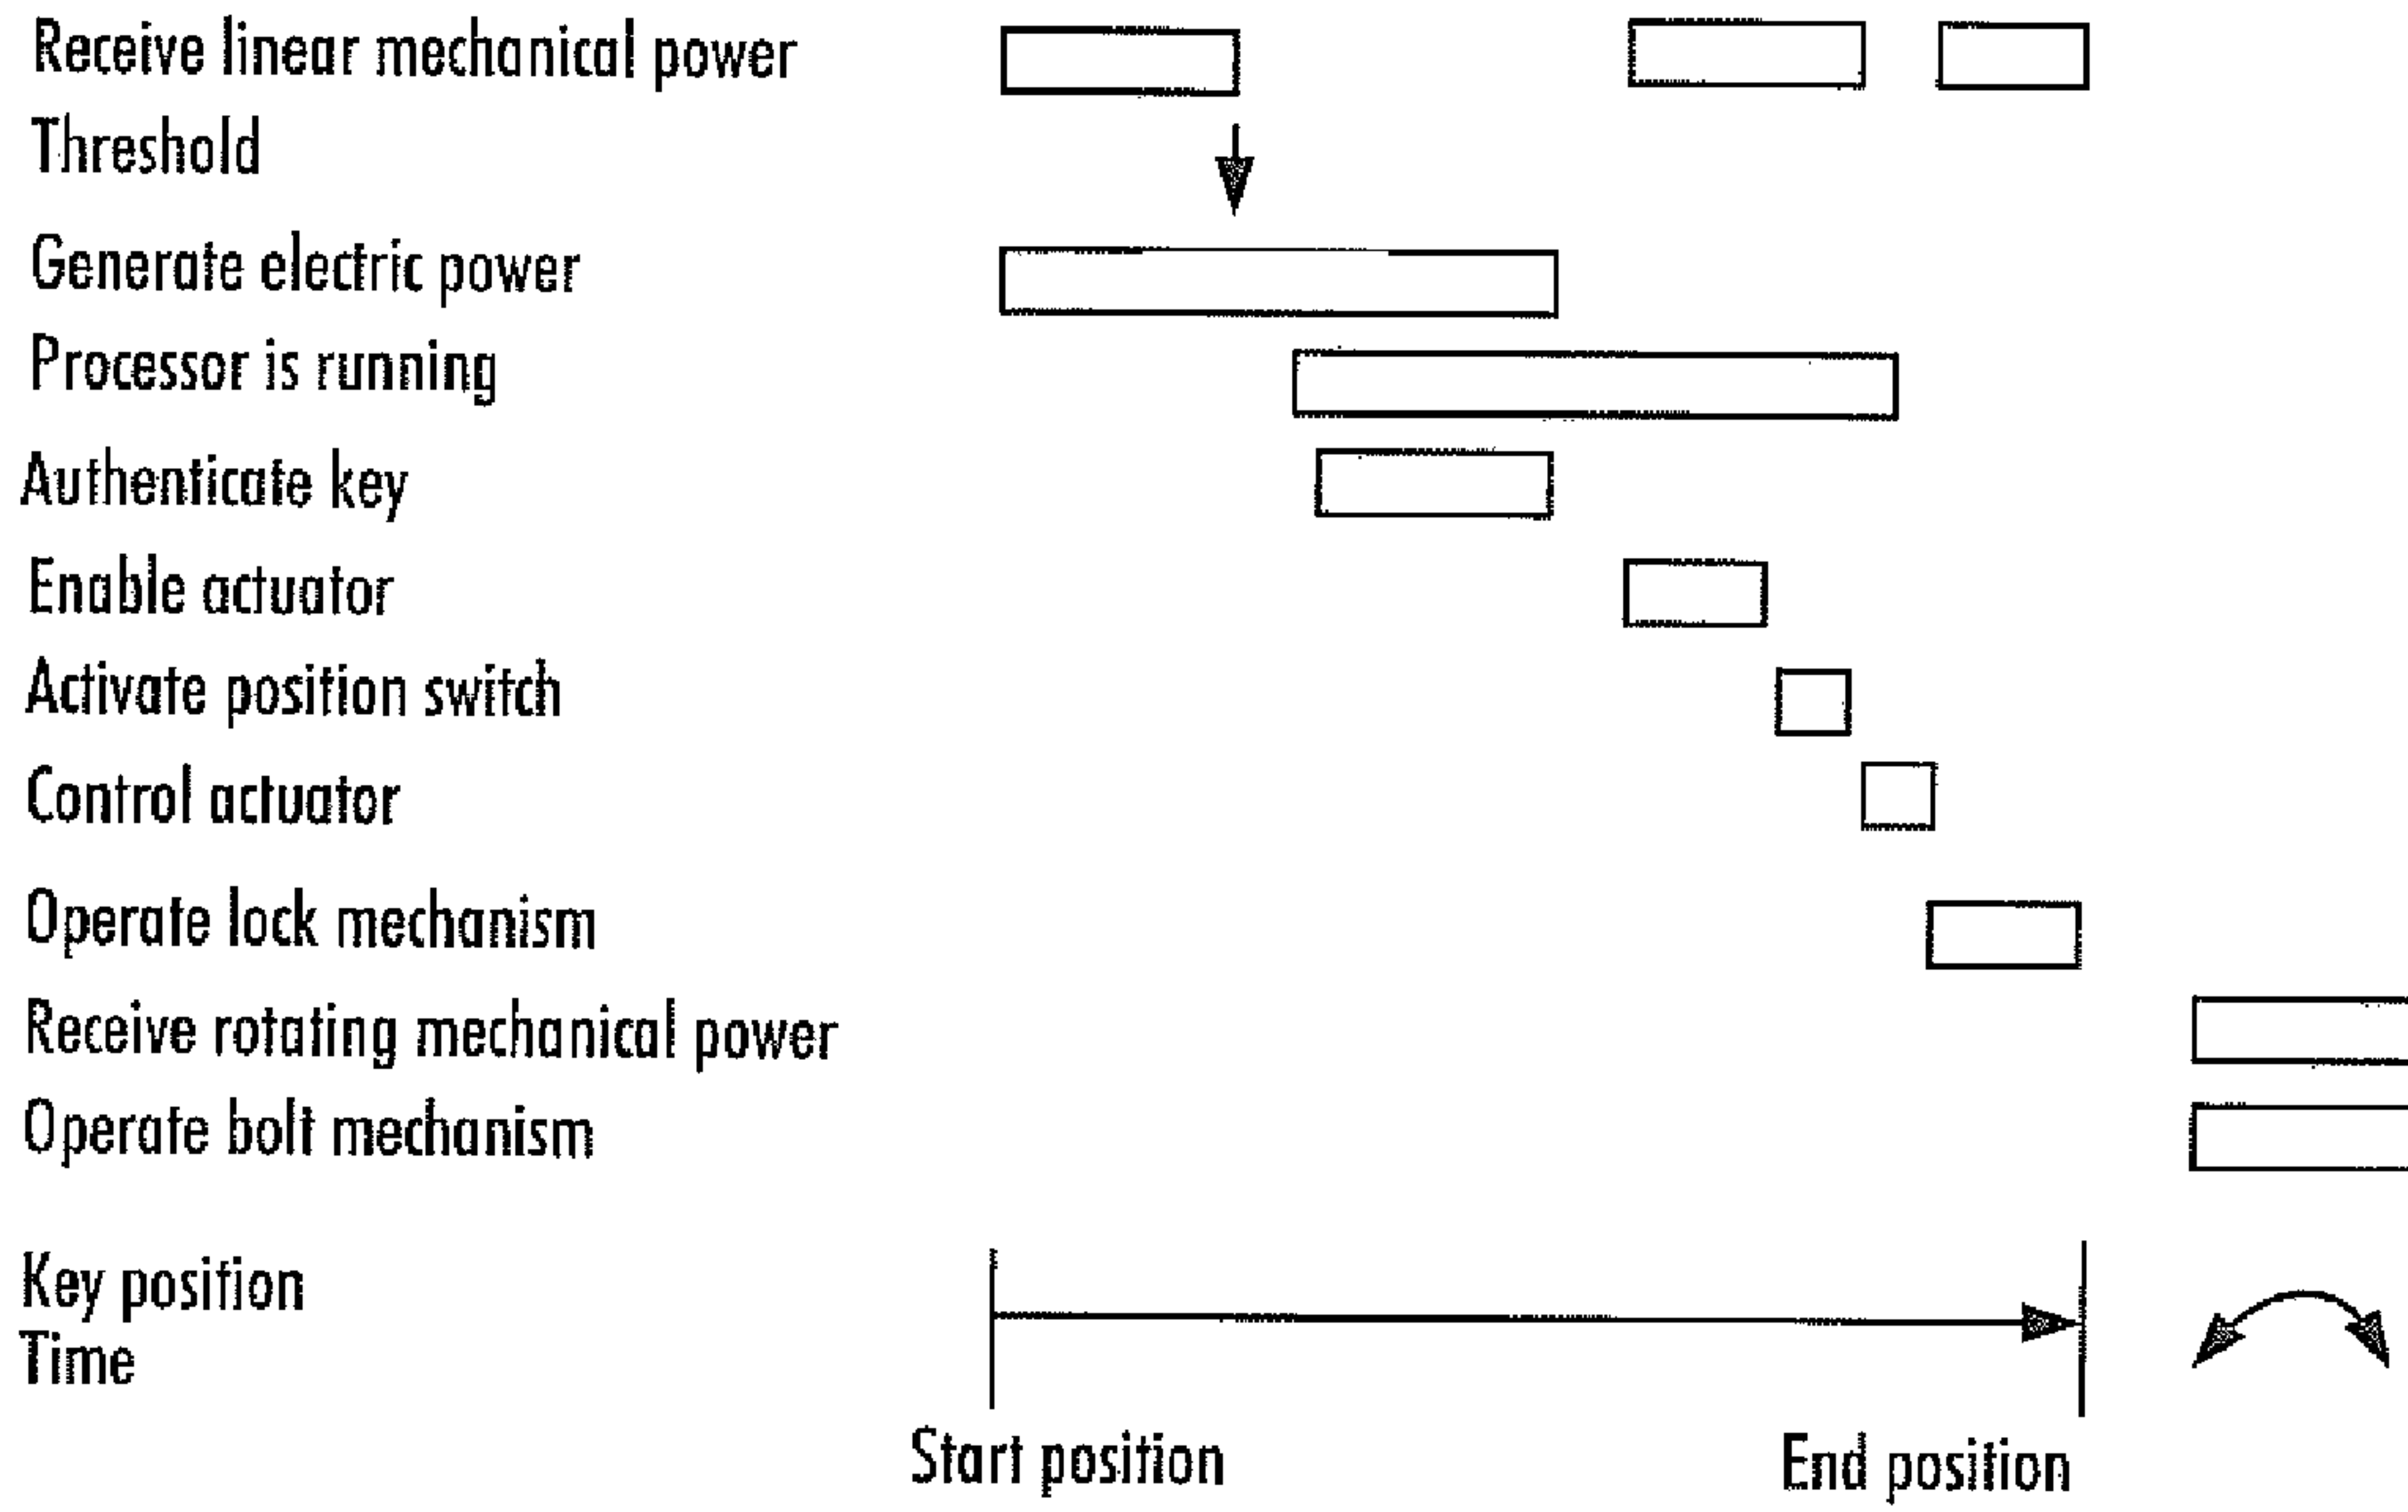 Receive linear mechanical power
Threshold
Generate electric power
Processor is running
Authenticate key
Enable actuator
Activate position switch
Control actuator
Operate lock mechanism
Receive rotating mechanical power
Operate bolt mechanism
Key position
Time
Start position
End position